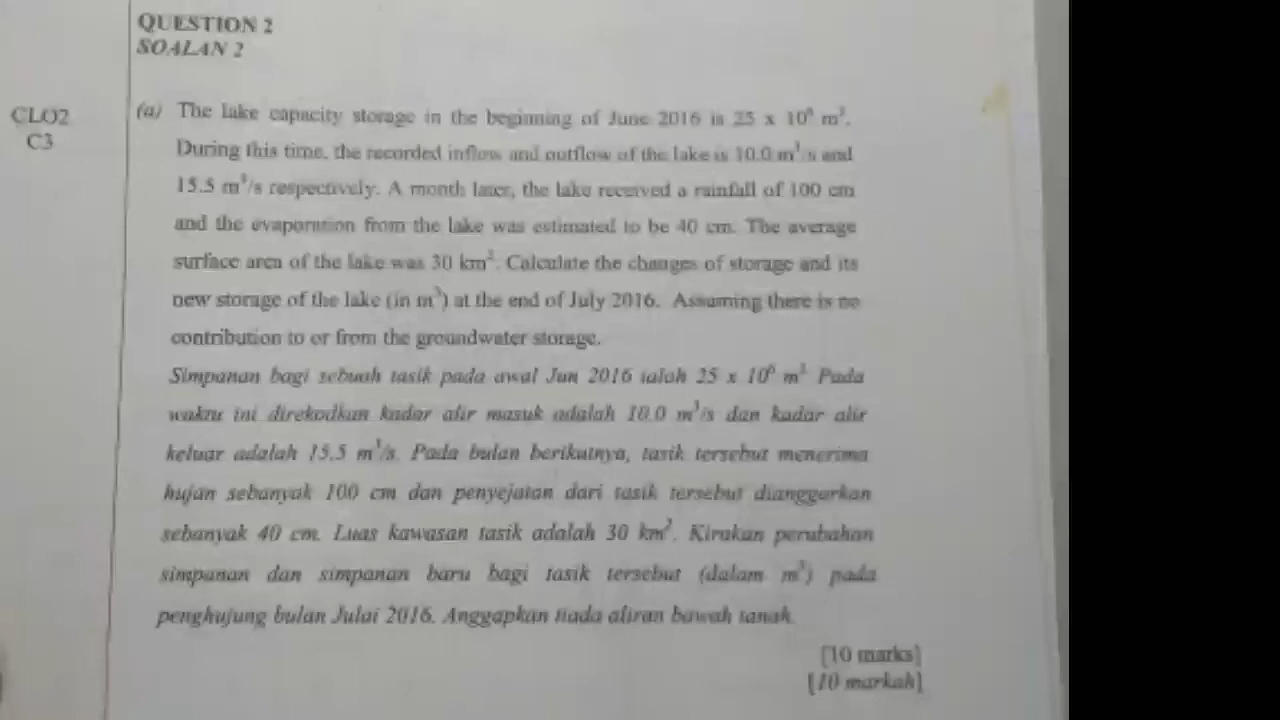 QUESTION 2
SOALAN 2
CLO2
C3
(a) The lake capacity storage in the beginning of June 2016 is 25 x 10⁶ m³.
During this time, the recorded inflow and outflow of the lake is 10.0 m³/s and
15.5 m³/s respectively. A month later, the lake received a rainfall of 100 cm
and the evaporation from the lake was estimated to be 40 cm. The average
surface area of the lake was 30 km². Calculate the changes of storage and its
new storage of the lake (in m³) at the end of July 2016. Assuming there is no
contribution to or from the groundwater storage.
Simpanan bagi sebuah tasik pada awal Jun 2016 ialah 25 x 10⁶ m³. Pada
waktu ini direkodkan kadar alir masuk adalah 10.0 m³/s dan kadar alir
keluar adalah 15.5 m³/s. Pada bulan berikutnya, tasik tersebut menerima
hujan sebanyak 100 cm dan penyejatan dari tasik tersebut dianggarkan
sebanyak 40 cm. Luas kawasan tasik adalah 30 km². Kirakan perubahan
simpanan dan simpanan baru bagi tasik tersebut (dalam m³) pada
penghujung bulan Julai 2016. Anggapkan tiada aliran bawah tanah.
[10 marks]
[10 markah]